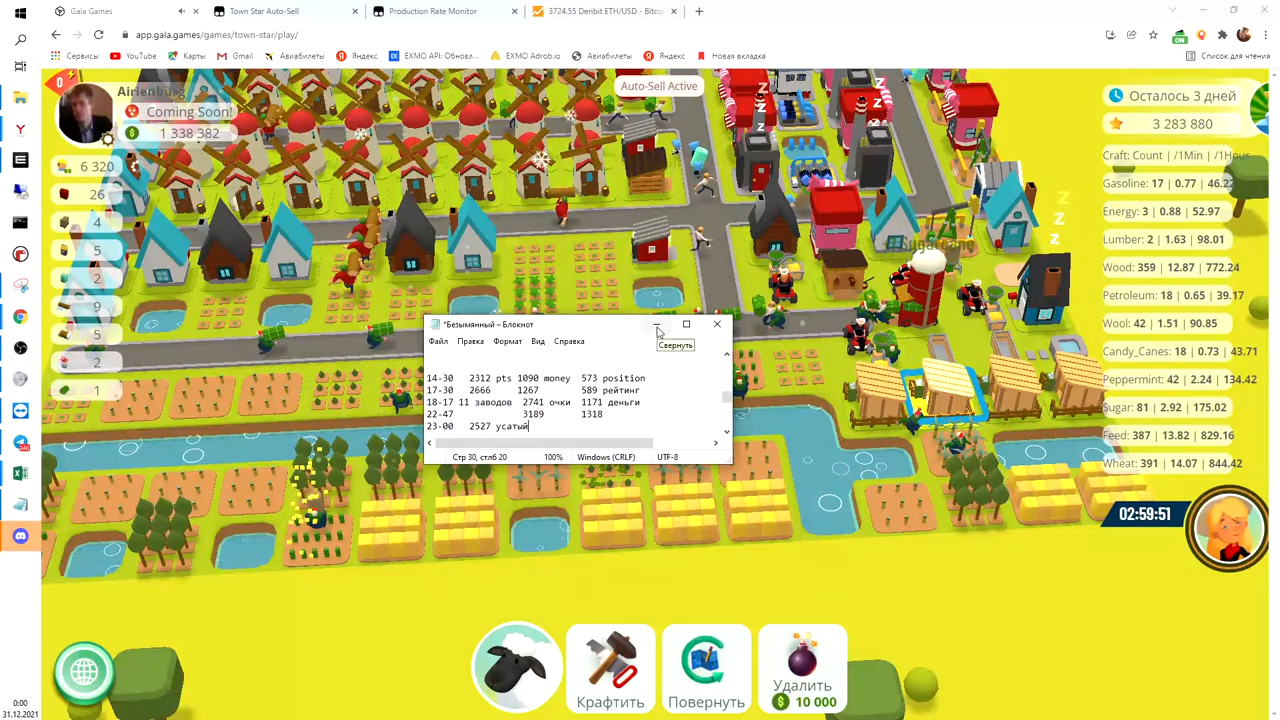 Gala Games
Town Star Auto-Sell
Production Rate Monitor
3724.55 Deribit ETH/USD - Bitco
app.gala.games/games/town-star/play/
ON
Сервисы
YouTube
Карты
Gmail
Авиабилеты
Яндекс
EXMO API: Обновл...
EXMO Adrob.io
Авиабилеты
Яндекс
Новая вкладка
Список для чтения
0
Airienburg
Coming Soon!
1 338 382
Auto-Sell Active
Осталось 3 дней
3 283 880
6 320
26
4
5
2
9
5
2
1
Craft: Count | /1Min | /1Hour
Gasoline: 17 | 0.77 | 46.22
Energy: 3 | 0.88 | 52.97
Lumber: 2 | 1.63 | 98.01
Wood: 359 | 12.87 | 772.24
Petroleum: 18 | 0.65 | 39.17
Wool: 42 | 1.51 | 90.85
Candy_Canes: 18 | 0.73 | 43.71
Peppermint: 42 | 2.24 | 134.42
Sugar: 81 | 2.92 | 175.02
Feed: 387 | 13.82 | 829.16
Wheat: 391 | 14.07 | 844.42
Sugarcane
z
z
z
*Безымянный – Блокнот
Файл Правка Формат Вид Справка
Свернуть
14-30 2312 pts 1090 money 573 position
17-30 2666 1267 589 рейтинг
18-17 11 заводов 2741 очки 1171 деньги
22-47 3189 1318
23-00 2527 усатый
Стр 30, стлб 20 100% Windows (CRLF) UTF-8
02:59:51
Крафтить
Повернуть
Удалить
10 000
0:00
31.12.2021